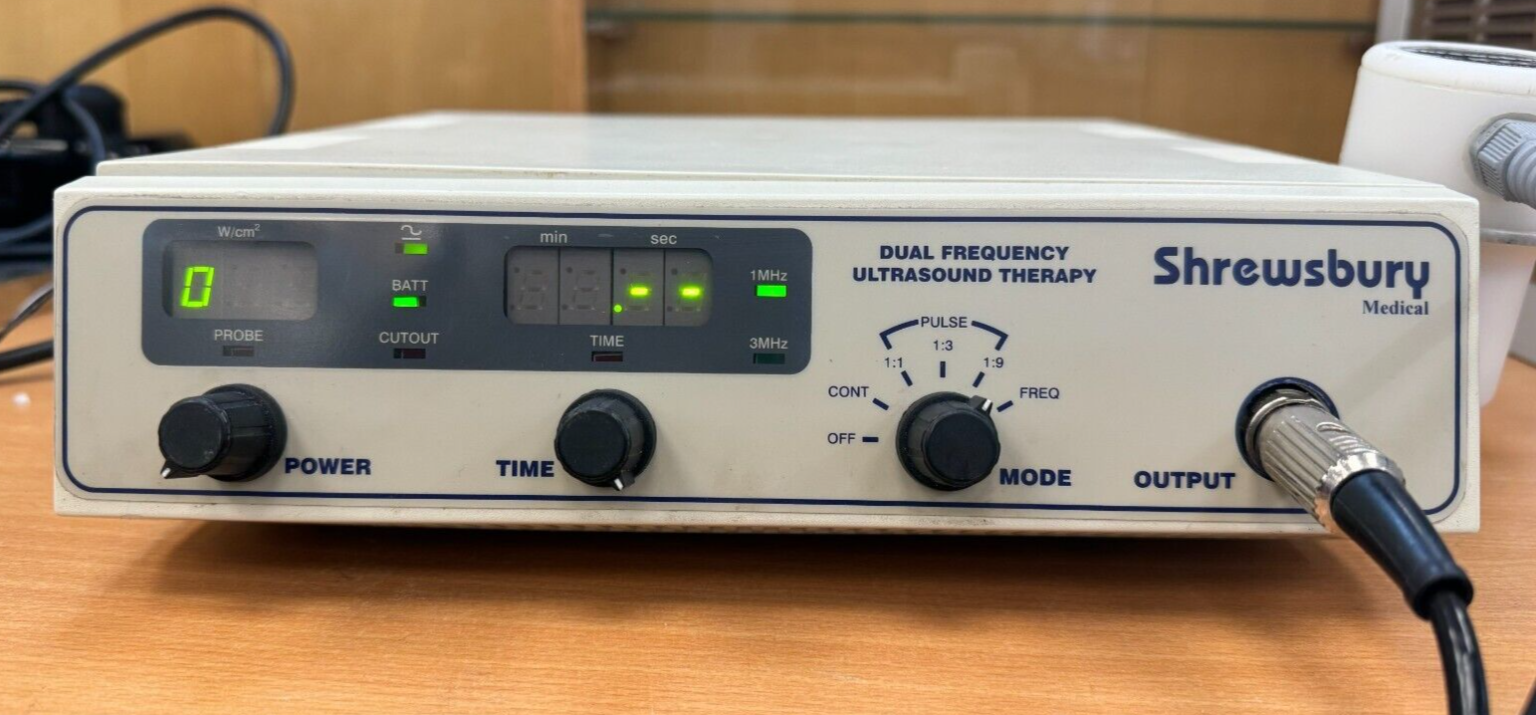 W/cm²
0
PROBE
BATT
CUTOUT
min sec
.--
TIME
1MHz
3MHz
POWER
TIME
DUAL FREQUENCY
ULTRASOUND THERAPY
PULSE
1:1 1:3 1:9
CONT FREQ
OFF
MODE
Shrewsbury
Medical
OUTPUT